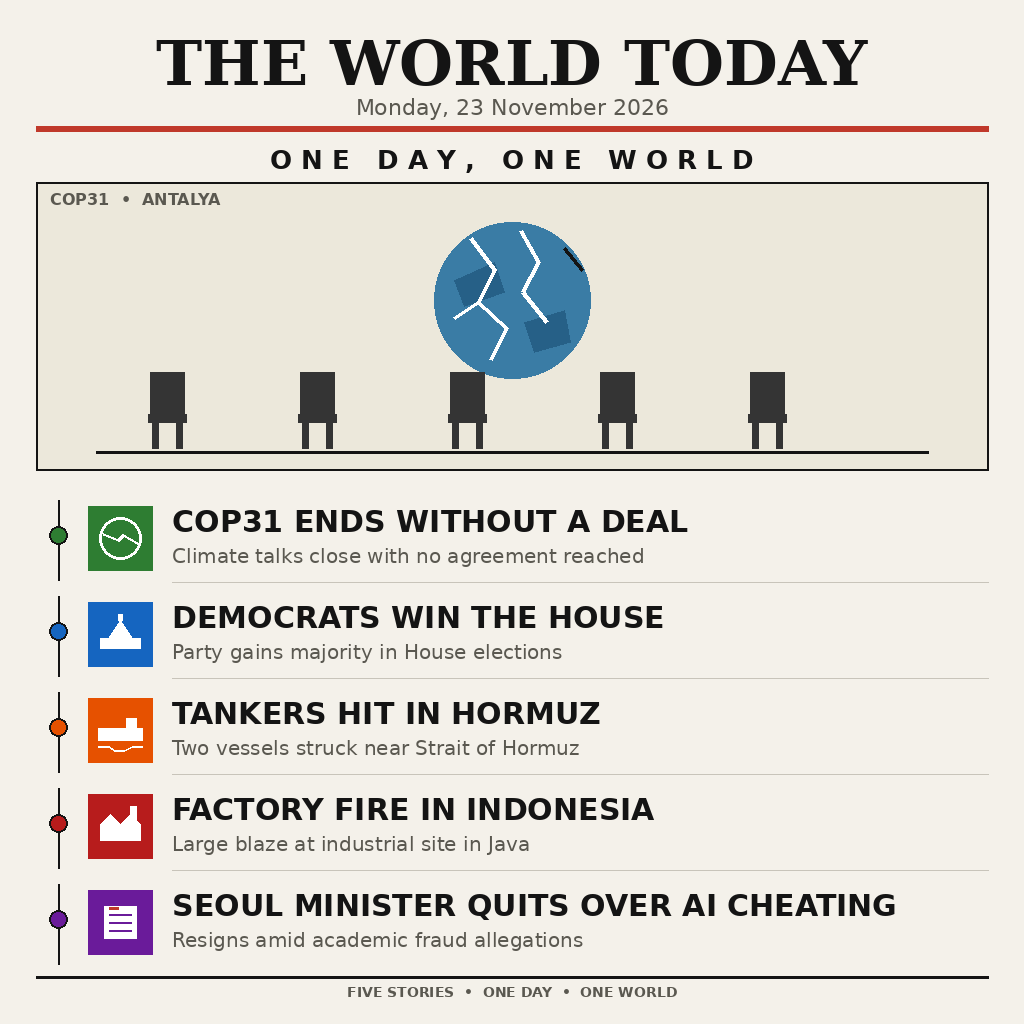 THE WORLD TODAY
Monday, 23 November 2026
ONE DAY, ONE WORLD
COP31 • ANTALYA
COP31 ENDS WITHOUT A DEAL
Climate talks close with no agreement reached
DEMOCRATS WIN THE HOUSE
Party gains majority in House elections
TANKERS HIT IN HORMUZ
Two vessels struck near Strait of Hormuz
FACTORY FIRE IN INDONESIA
Large blaze at industrial site in Java
SEOUL MINISTER QUITS OVER AI CHEATING
Resigns amid academic fraud allegations
FIVE STORIES • ONE DAY • ONE WORLD